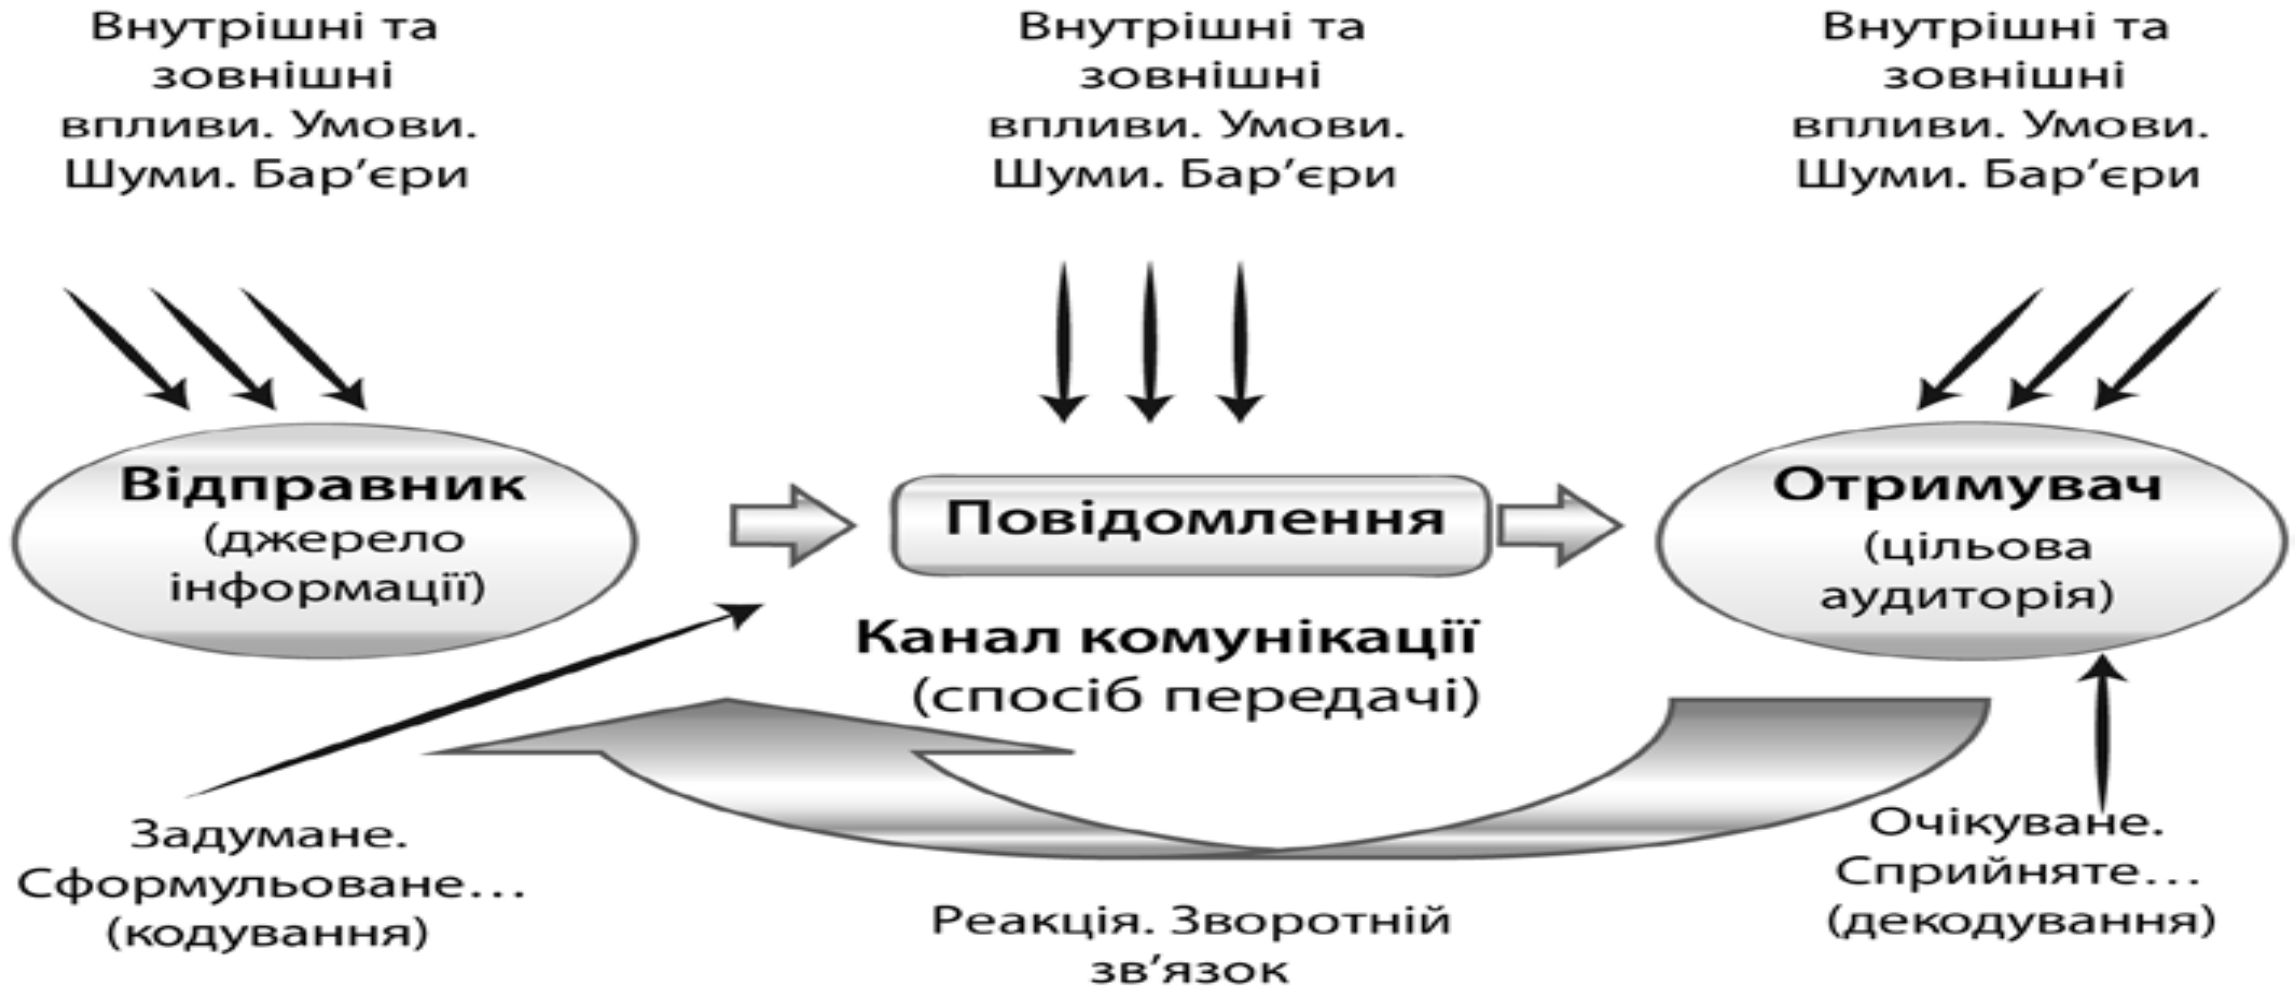 Внутрішні та
зовнішні
впливи. Умови.
Шуми. Бар’єри
Внутрішні та
зовнішні
впливи. Умови.
Шуми. Бар’єри
Внутрішні та
зовнішні
впливи. Умови.
Шуми. Бар’єри
Відправник
(джерело
інформації)
Повідомлення
Канал комунікації
(спосіб передачі)
Отримувач
(цільова
аудиторія)
Задумане.
Сформульоване...
(кодування)
Реакція. Зворотній
зв’язок
Очікуване.
Сприйняте...
(декодування)